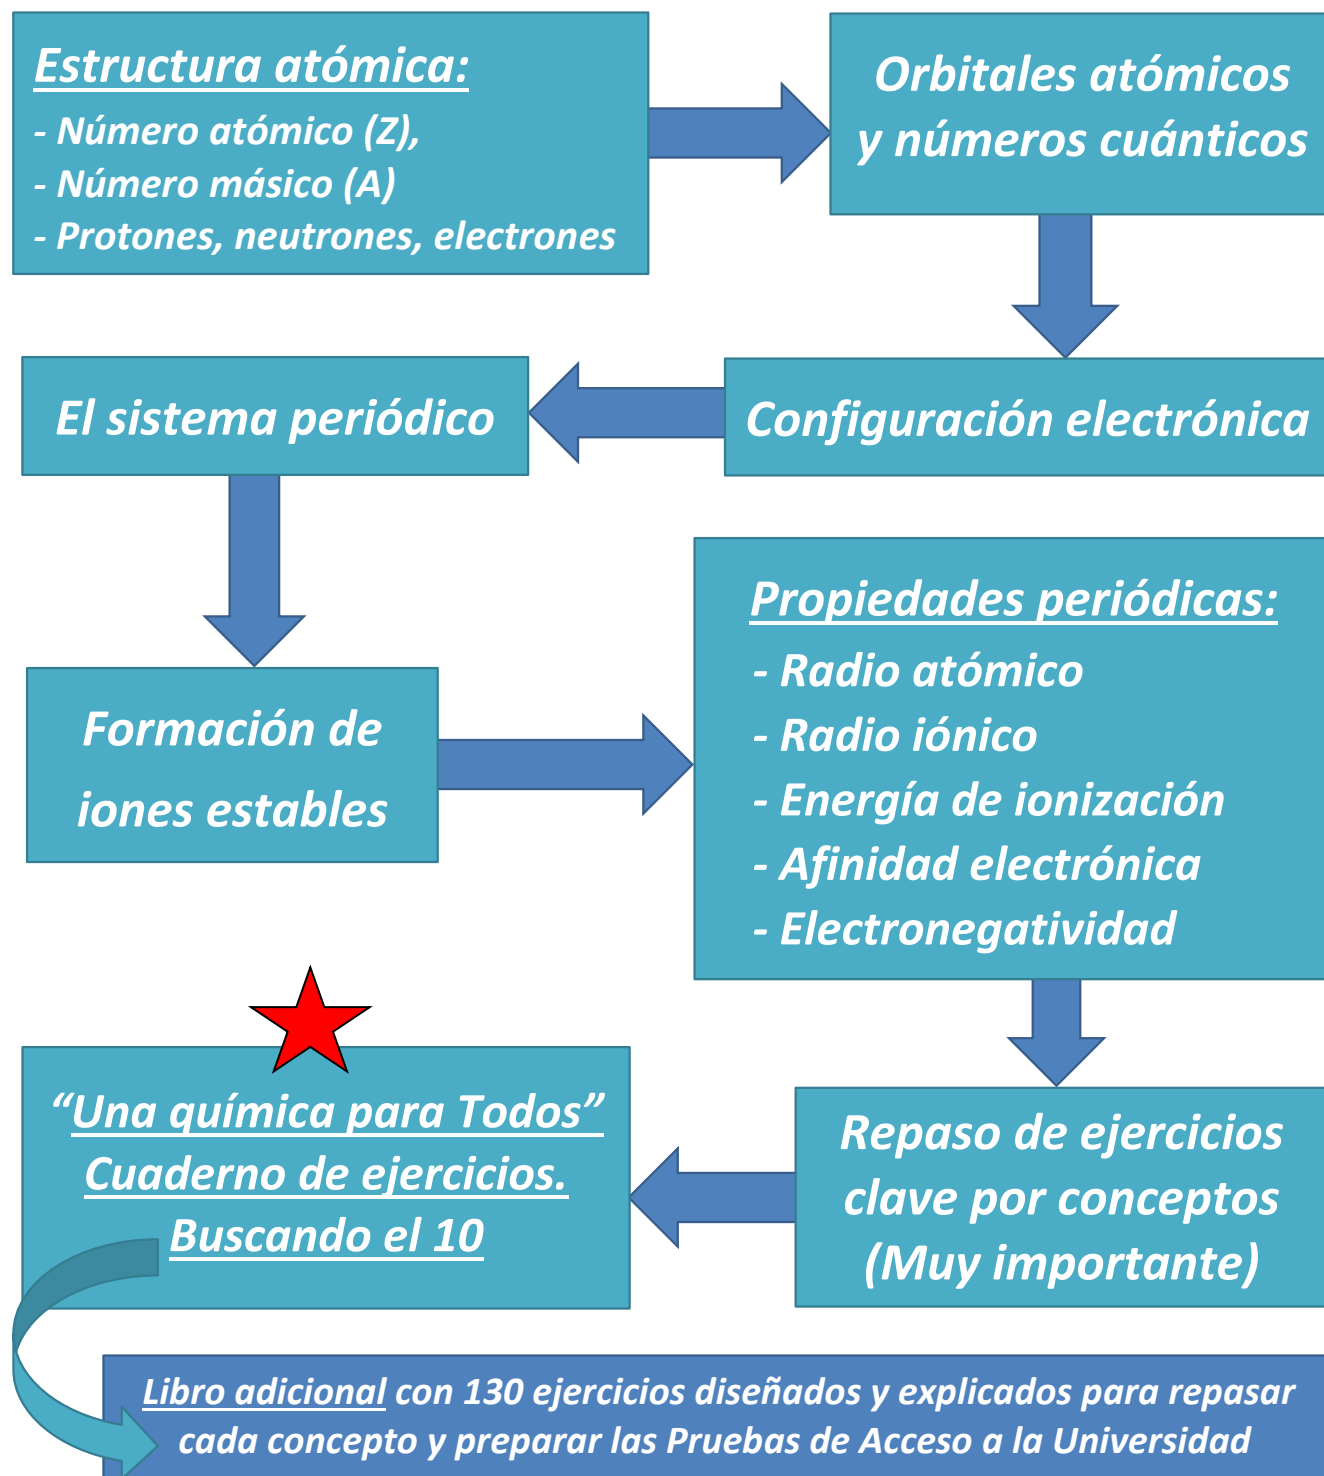 Estructura atómica:
- Número atómico (Z),
- Número másico (A)
- Protones, neutrones, electrones
Orbitales atómicos
y números cuánticos
Configuración electrónica
El sistema periódico
Formación de
iones estables
Propiedades periódicas:
- Radio atómico
- Radio iónico
- Energía de ionización
- Afinidad electrónica
- Electronegatividad
Repaso de ejercicios
clave por conceptos
(Muy importante)
“Una química para Todos”
Cuaderno de ejercicios.
Buscando el 10
Libro adicional con 130 ejercicios diseñados y explicados para repasar
cada concepto y preparar las Pruebas de Acceso a la Universidad